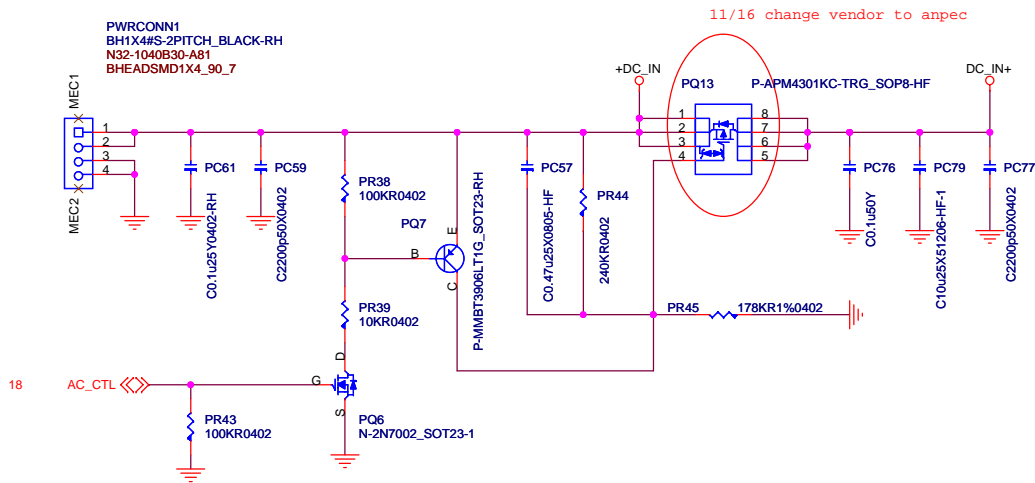 11/16 change vendor to anpec
PWRCONN1
BH1X4#S-2PITCH_BLACK-RH
N32-1040B30-A81
BHEADSMD1X4_90_7
MEC1
MEC2
1
2
3
4
+DC_IN
DC_IN+
PQ13
P-APM4301KC-TRG_SOP8-HF
1
2
3
4
8
7
6
5
PC61
C0.1u25Y0402-RH
PC59
C2200p50X0402
PR38
100KR0402
PQ7
B
E
C
P-MMBT3906LT1G_SOT23-RH
PC57
C0.47u25X0805-HF
PR44
240KR0402
PC76
C0.1u50Y
PC79
C10u25X51206-HF-1
PC77
C2200p50X0402
PR39
10KR0402
PR45
178KR1%0402
18
AC_CTL
G
D
S
PR43
100KR0402
PQ6
N-2N7002_SOT23-1